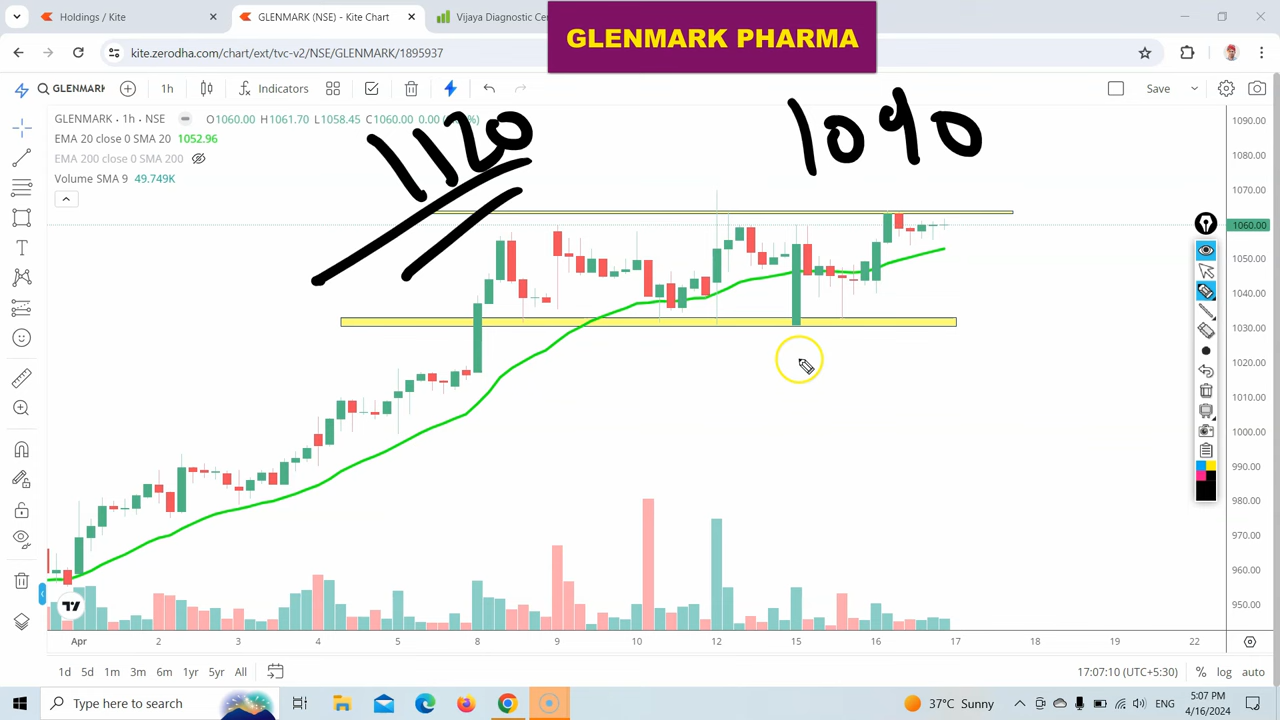 Holdings / Kite
GLENMARK (NSE) - Kite Chart
Vijaya Diagnostic Cen
GLENMARK PHARMA
kite.zerodha.com/chart/ext/tvc-v2/NSE/GLENMARK/1895937
GLENMARK
1h
Indicators
Save
GLENMARK · 1h · NSE
O1060.00 H1061.70 L1058.45 C1060.00 0.00
EMA 20 close 0 SMA 20 1052.96
EMA 200 close 0 SMA 200
Volume SMA 9 49.749K
1120
1090
1090.00
1080.00
1070.00
1060.00
1050.00
1040.00
1030.00
1020.00
1010.00
1000.00
990.00
980.00
970.00
960.00
950.00
Apr 2 3 4 5 8 9 10 12 15 16 17 18 19 22
1d 5d 1m 3m 6m 1yr 5yr All
17:07:10 (UTC+5:30) % log auto
Type here to search
37°C Sunny
ENG
5:07 PM
4/16/2024